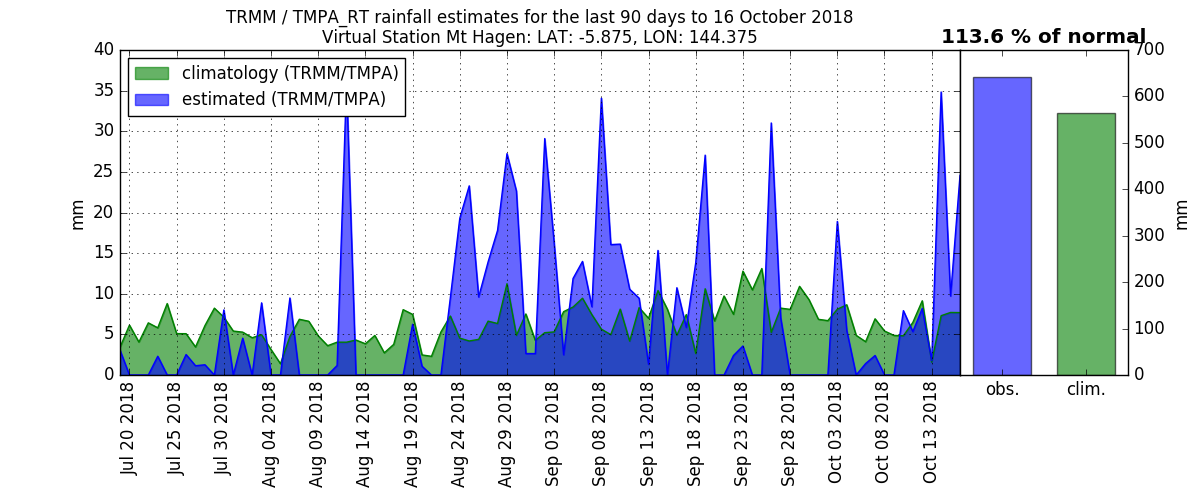 TRMM / TMPA_RT rainfall estimates for the last 90 days to 16 October 2018
Virtual Station Mt Hagen: LAT: -5.875, LON: 144.375
113.6 % of normal
climatology (TRMM/TMPA)
estimated (TRMM/TMPA)
40
35
30
25
20
15
10
5
0
mm
Jul 20 2018
Jul 25 2018
Jul 30 2018
Aug 04 2018
Aug 09 2018
Aug 14 2018
Aug 19 2018
Aug 24 2018
Aug 29 2018
Sep 03 2018
Sep 08 2018
Sep 13 2018
Sep 18 2018
Sep 23 2018
Sep 28 2018
Oct 03 2018
Oct 08 2018
Oct 13 2018
obs.
clim.
700
600
500
400
300
200
100
0
mm